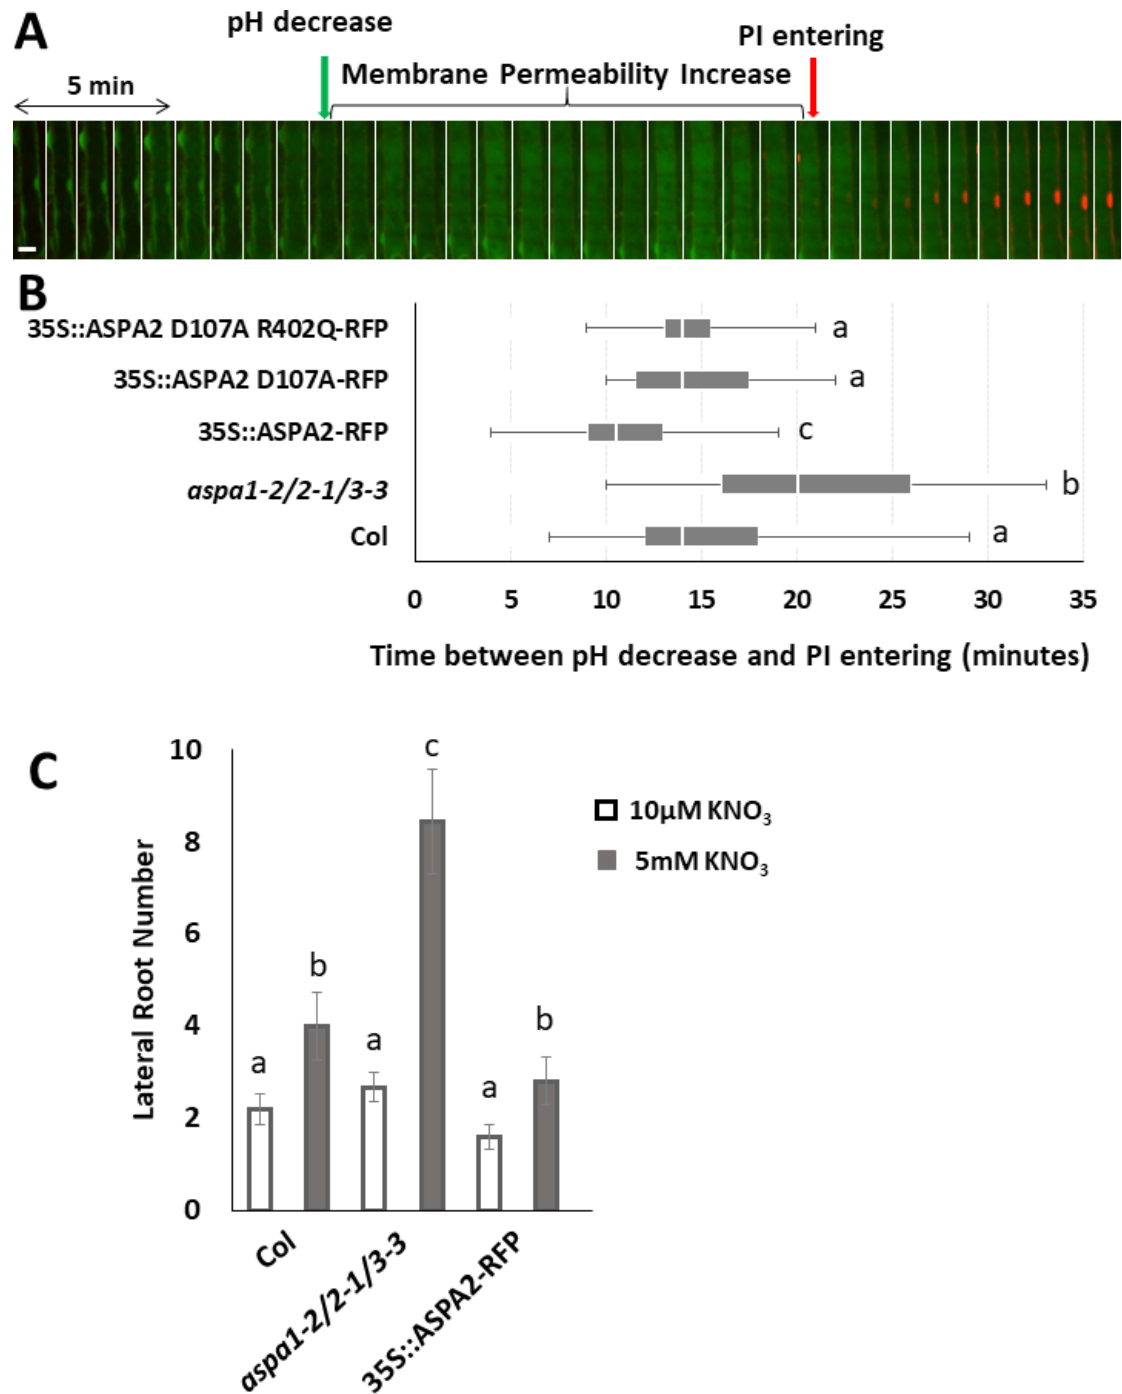 A
pH decrease
PI entering
5 min
Membrane Permeability Increase
B
35S::ASPA2 D107A R402Q-RFP
a
35S::ASPA2 D107A-RFP
a
35S::ASPA2-RFP
c
aspa1-2/2-1/3-3
b
Col
a
0 5 10 15 20 25 30 35
Time between pH decrease and PI entering (minutes)
C
Lateral Root Number
10
8
6
4
2
0
a
b
a
c
a
b
10µM KNO₃
5mM KNO₃
Col
aspa1-2/2-1/3-3
35S::ASPA2-RFP